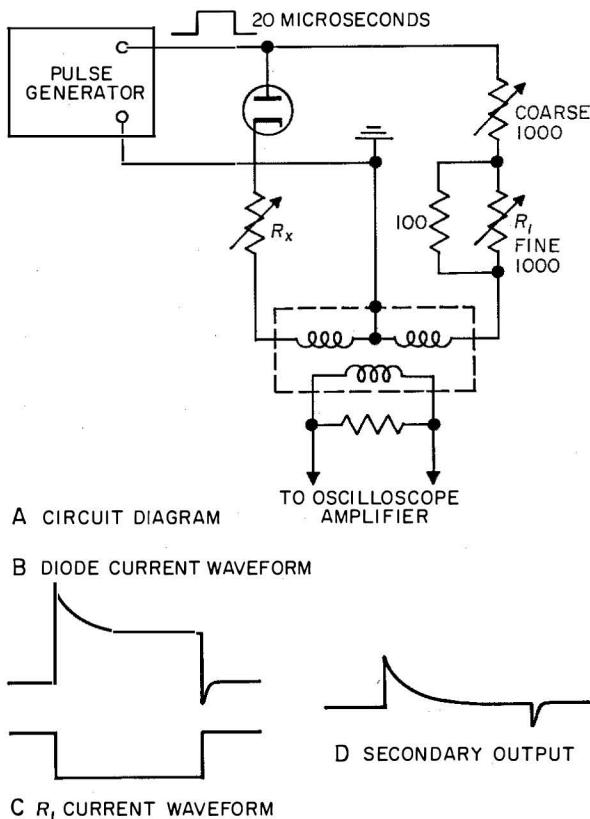 20 MICROSECONDS
PULSE
GENERATOR
COARSE
1000
Rx
100
R1
FINE
1000
TO OSCILLOSCOPE
AMPLIFIER
A CIRCUIT DIAGRAM
B DIODE CURRENT WAVEFORM
D SECONDARY OUTPUT
C R1 CURRENT WAVEFORM